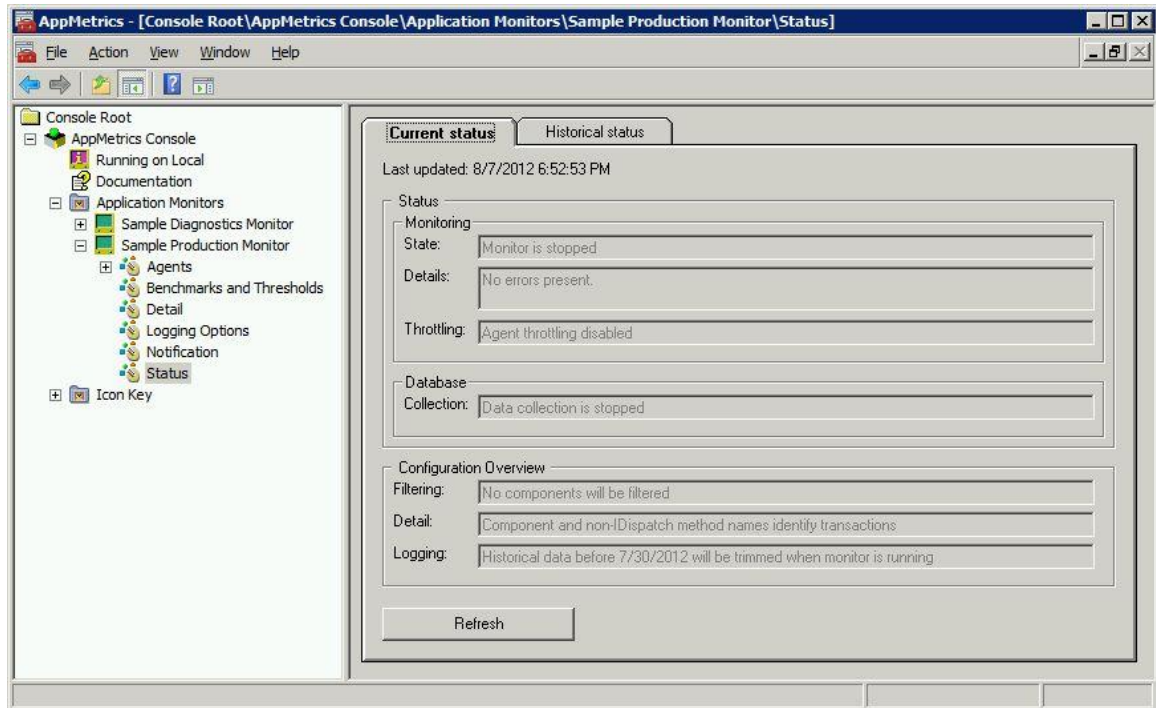 AppMetrics - [Console Root\AppMetrics Console\Application Monitors\Sample Production Monitor\Status]
File Action View Window Help
Console Root
AppMetrics Console
Running on Local
Documentation
Application Monitors
Sample Diagnostics Monitor
Sample Production Monitor
Agents
Benchmarks and Thresholds
Detail
Logging Options
Notification
Status
Icon Key
Current status Historical status
Last updated: 8/7/2012 6:52:53 PM
Status
Monitoring
State: Monitor is stopped
Details: No errors present.
Throttling: Agent throttling disabled
Database
Collection: Data collection is stopped
Configuration Overview
Filtering: No components will be filtered
Detail: Component and non-IDispatch method names identify transactions
Logging: Historical data before 7/30/2012 will be trimmed when monitor is running
Refresh